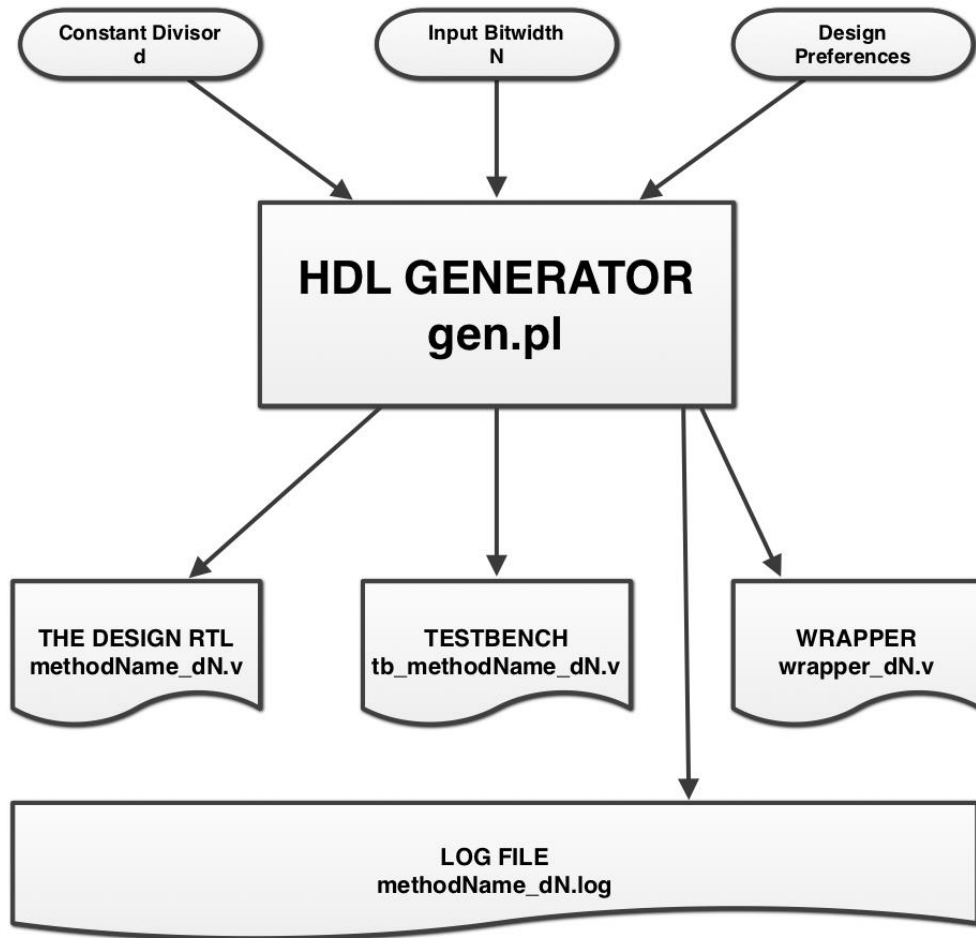 Constant Divisor
d
Input Bitwidth
N
Design
Preferences
HDL GENERATOR
gen.pl
THE DESIGN RTL
methodName_dN.v
TESTBENCH
tb_methodName_dN.v
WRAPPER
wrapper_dN.v
LOG FILE
methodName_dN.log